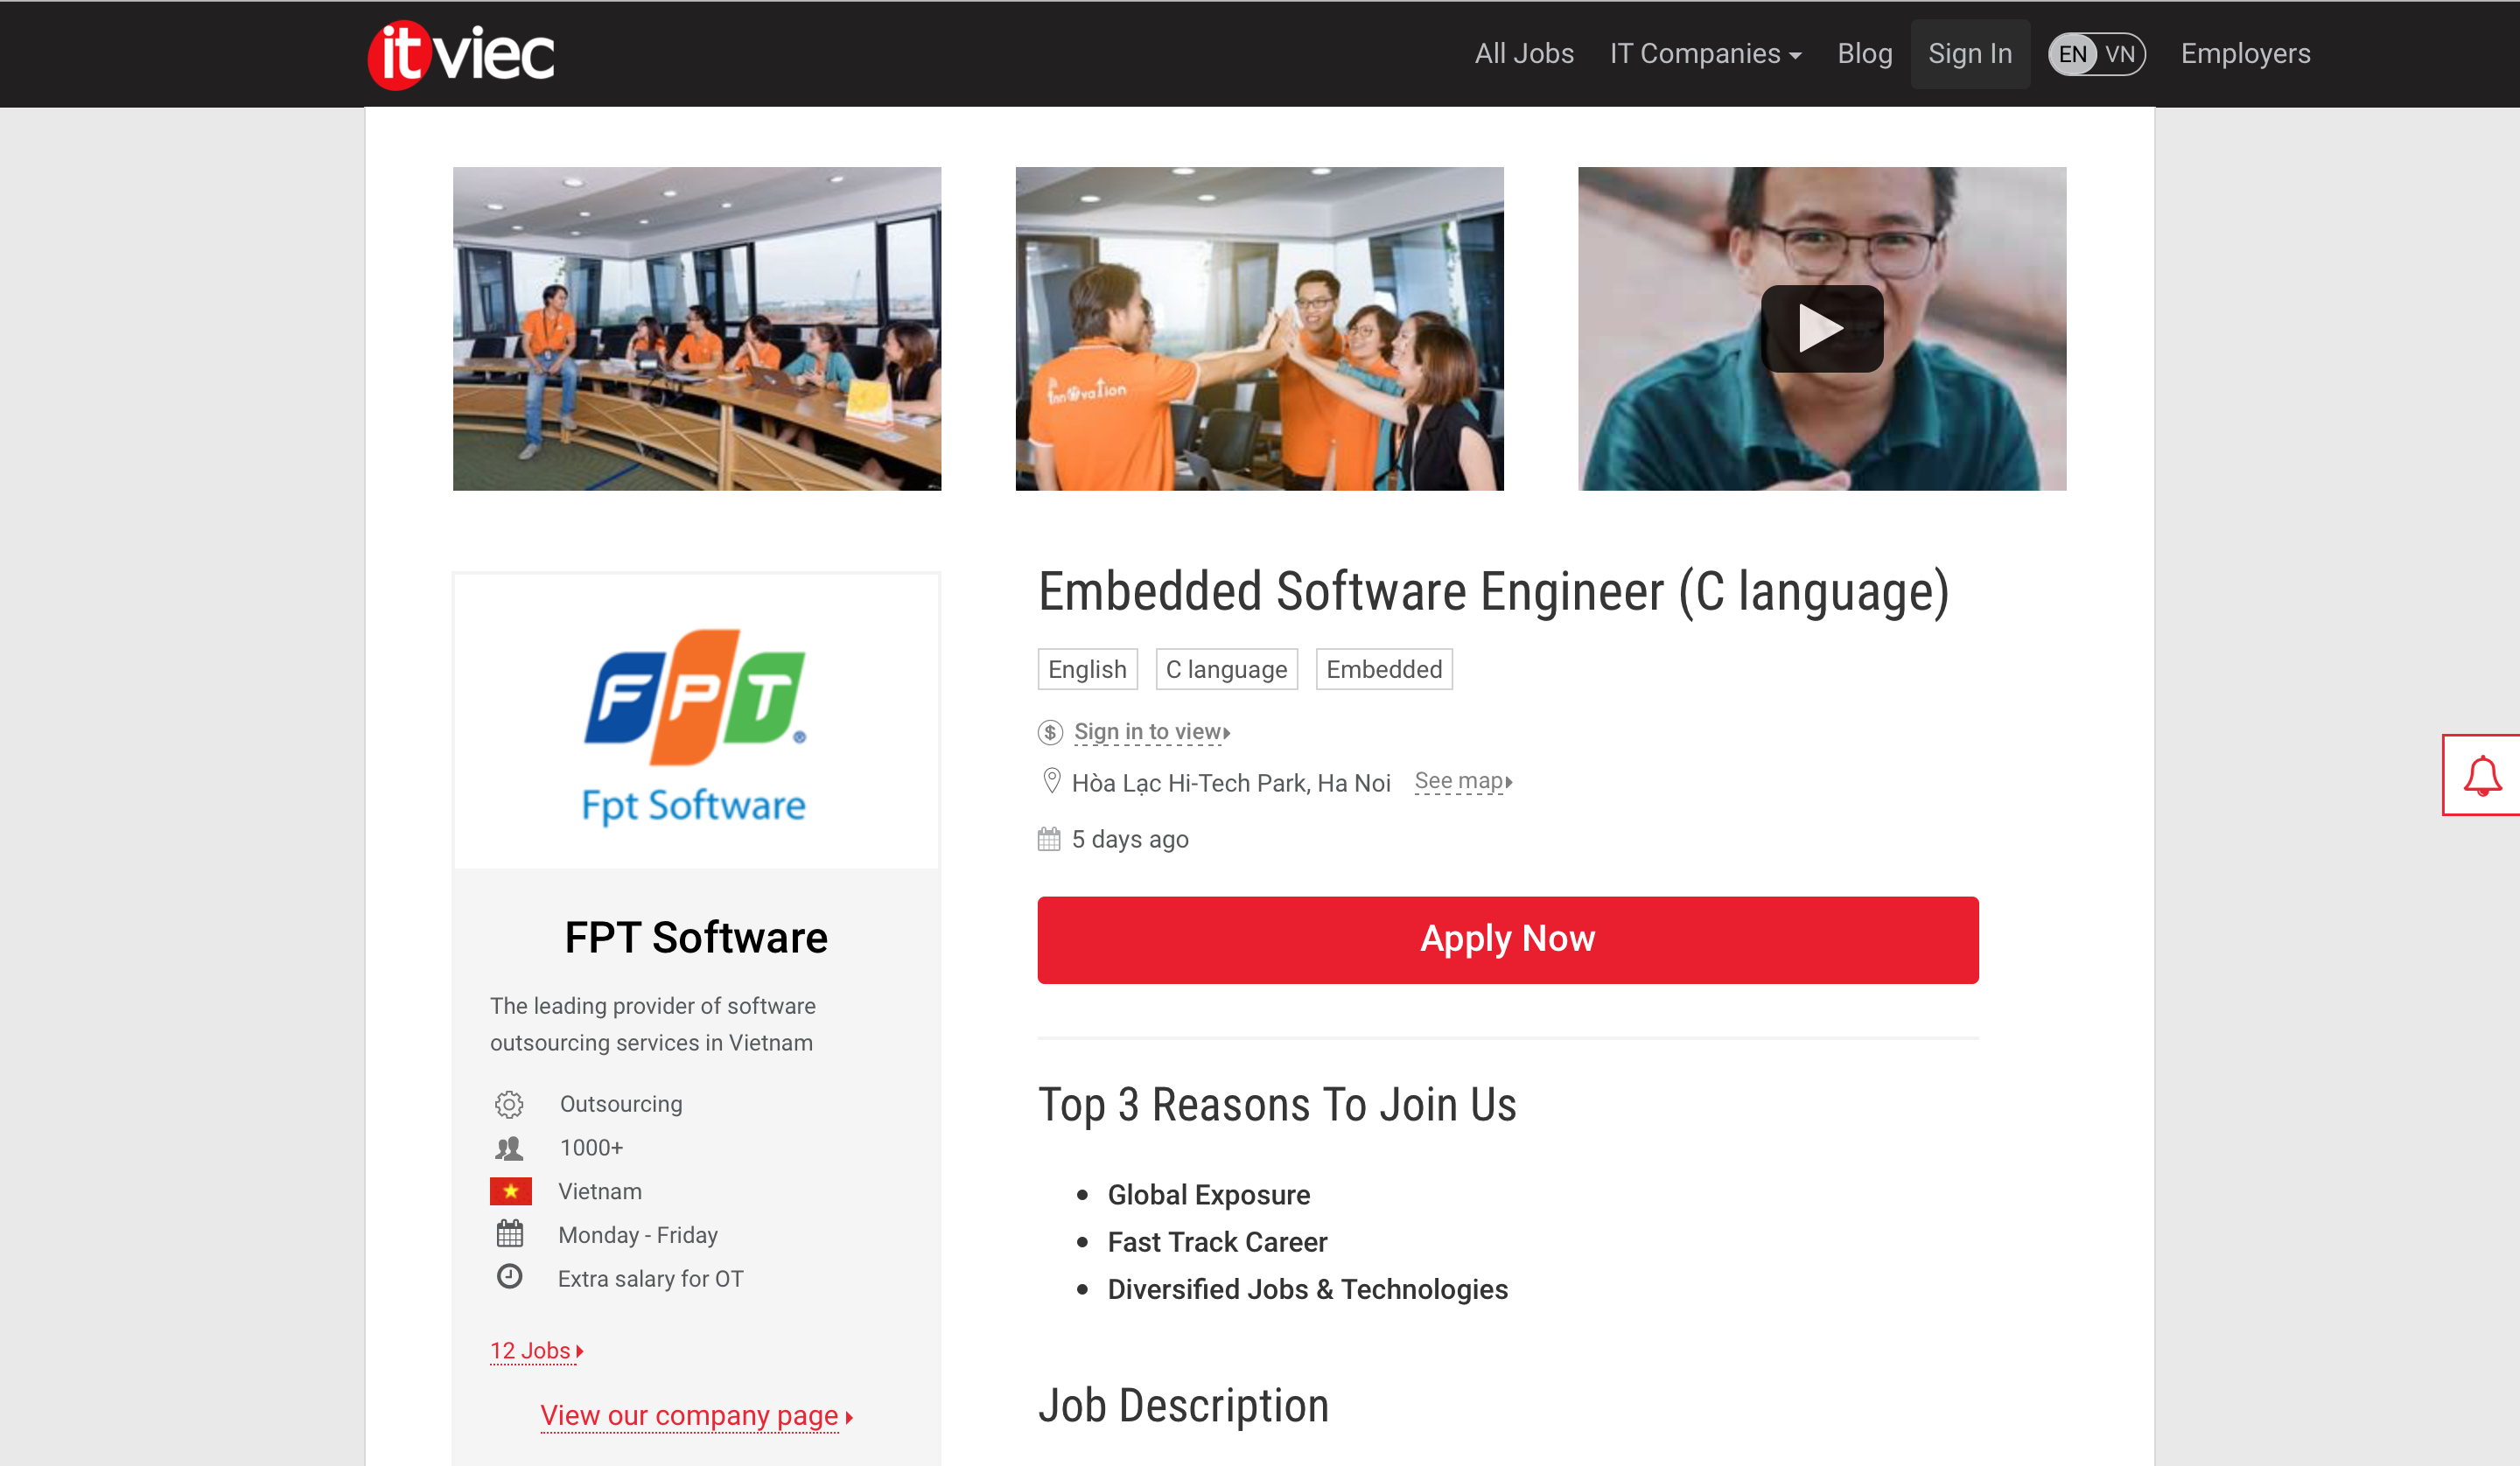 itviec
All Jobs
IT Companies
Blog
Sign In
EN VN
Employers
innovation
FPT
Fpt Software
FPT Software
The leading provider of software
outsourcing services in Vietnam
Outsourcing
1000+
Vietnam
Monday - Friday
Extra salary for OT
12 Jobs
View our company page
Embedded Software Engineer (C language)
English
C language
Embedded
Sign in to view
Hòa Lạc Hi-Tech Park, Ha Noi See map
5 days ago
Apply Now
Top 3 Reasons To Join Us
• Global Exposure
• Fast Track Career
• Diversified Jobs & Technologies
Job Description